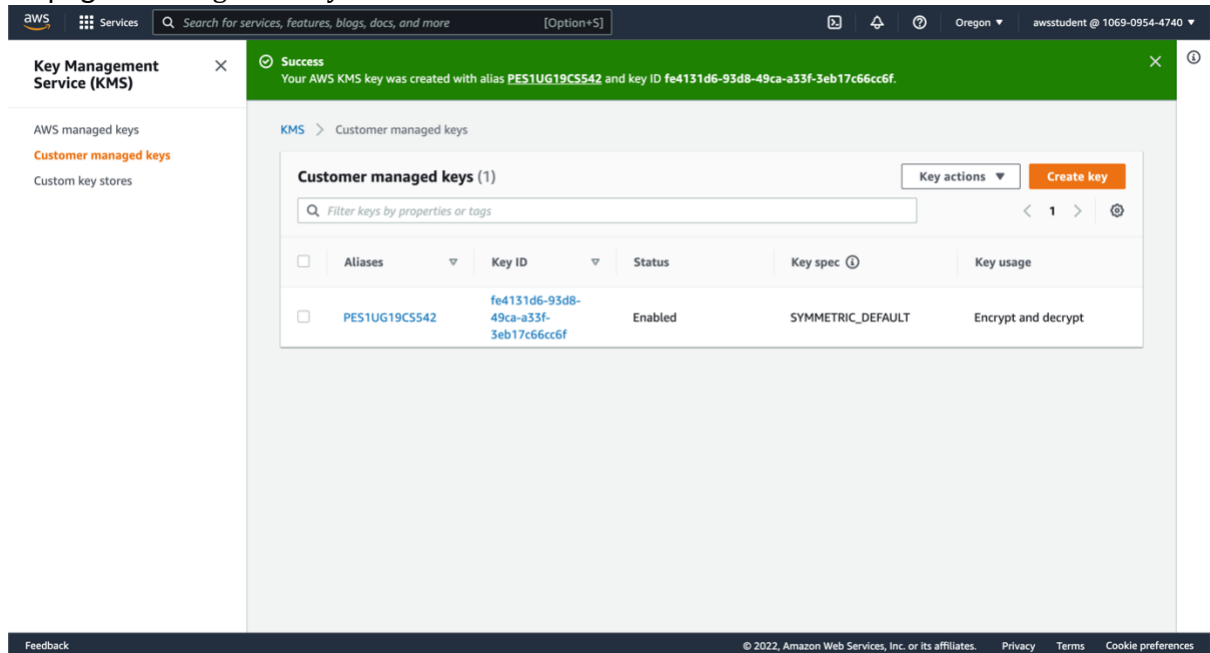 aws
Services
Search for services, features, blogs, docs, and more
[Option+S]
Oregon
awsstudent @ 1069-0954-4740
Key Management
Service (KMS)
AWS managed keys
Customer managed keys
Custom key stores
Success
Your AWS KMS key was created with alias PES1UG19CS542 and key ID fe4131d6-93d8-49ca-a33f-3eb17c66cc6f.
KMS > Customer managed keys
Customer managed keys (1)
Key actions
Create key
Filter keys by properties or tags
1
Aliases Key ID Status Key spec Key usage
PES1UG19CS542
fe4131d6-93d8-
49ca-a33f-
3eb17c66cc6f
Enabled
SYMMETRIC_DEFAULT
Encrypt and decrypt
Feedback
© 2022, Amazon Web Services, Inc. or its affiliates. Privacy Terms Cookie preferences